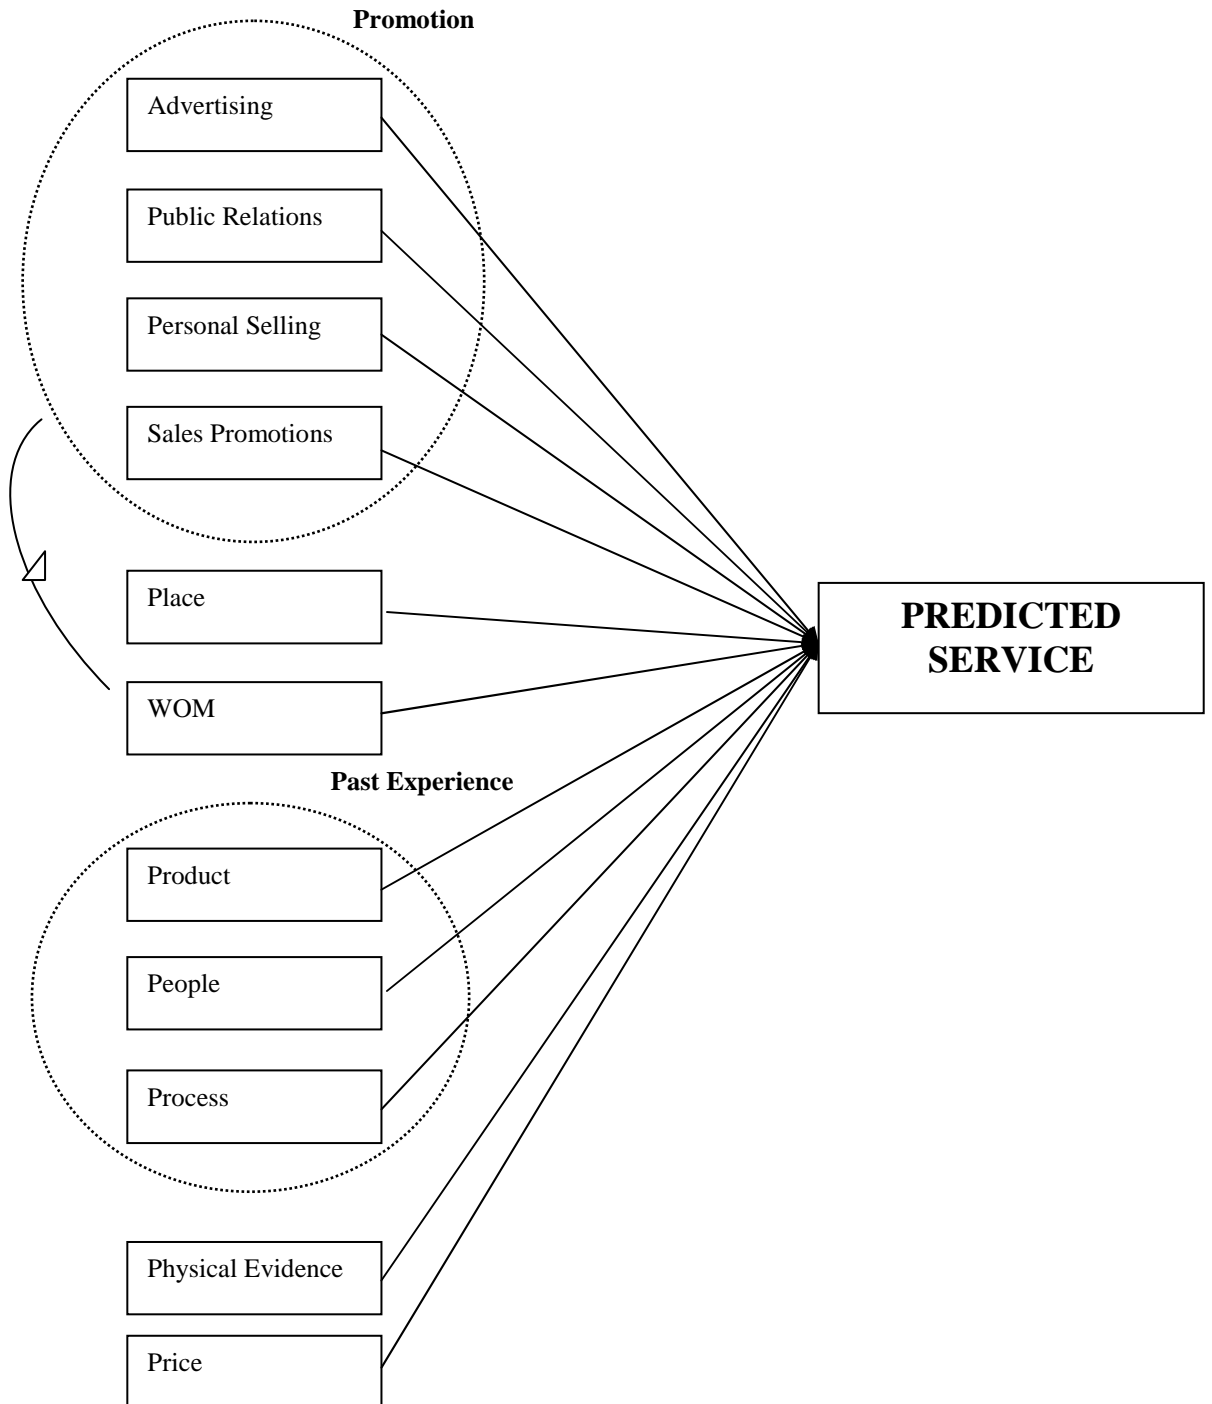 Promotion
Advertising
Public Relations
Personal Selling
Sales Promotions
Place
PREDICTED
SERVICE
WOM
Past Experience
Product
People
Process
Physical Evidence
Price